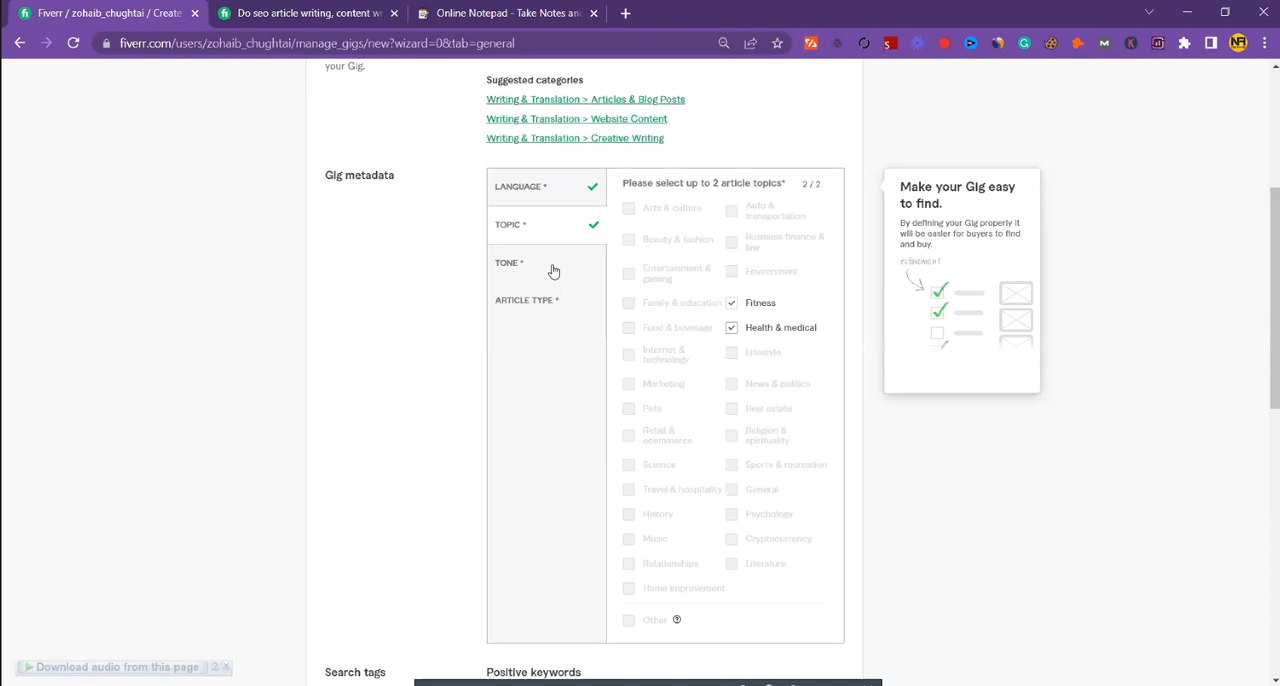 Fiverr / zohaib_chughtai / Create
Do seo article writing, content w
Online Notepad - Take Notes an
fiverr.com/users/zohaib_chughtai/manage_gigs/new?wizard=0&tab=general
your Gig.
Suggested categories
Writing & Translation > Articles & Blog Posts
Writing & Translation > Website Content
Writing & Translation > Creative Writing
Gig metadata
LANGUAGE *
TOPIC *
TONE *
ARTICLE TYPE *
Please select up to 2 article topics* 2 / 2
Arts & culture
Auto &
transportation
Beauty & fashion
Business finance &
law
Entertainment &
gaming
Environment
Family & education
Fitness
Food & beverage
Health & medical
Internet &
technology
Lifestyle
Marketing
News & politics
Pets
Real estate
Retail &
ecommerce
Religion &
spirituality
Science
Sports & recreation
Travel & hospitality
General
History
Psychology
Music
Cryptocurrency
Relationships
Literature
Home improvement
Other
Make your Gig easy
to find.
By defining your Gig properly it
will be easier for buyers to find
and buy.
refinement
Download audio from this page
Search tags
Positive keywords